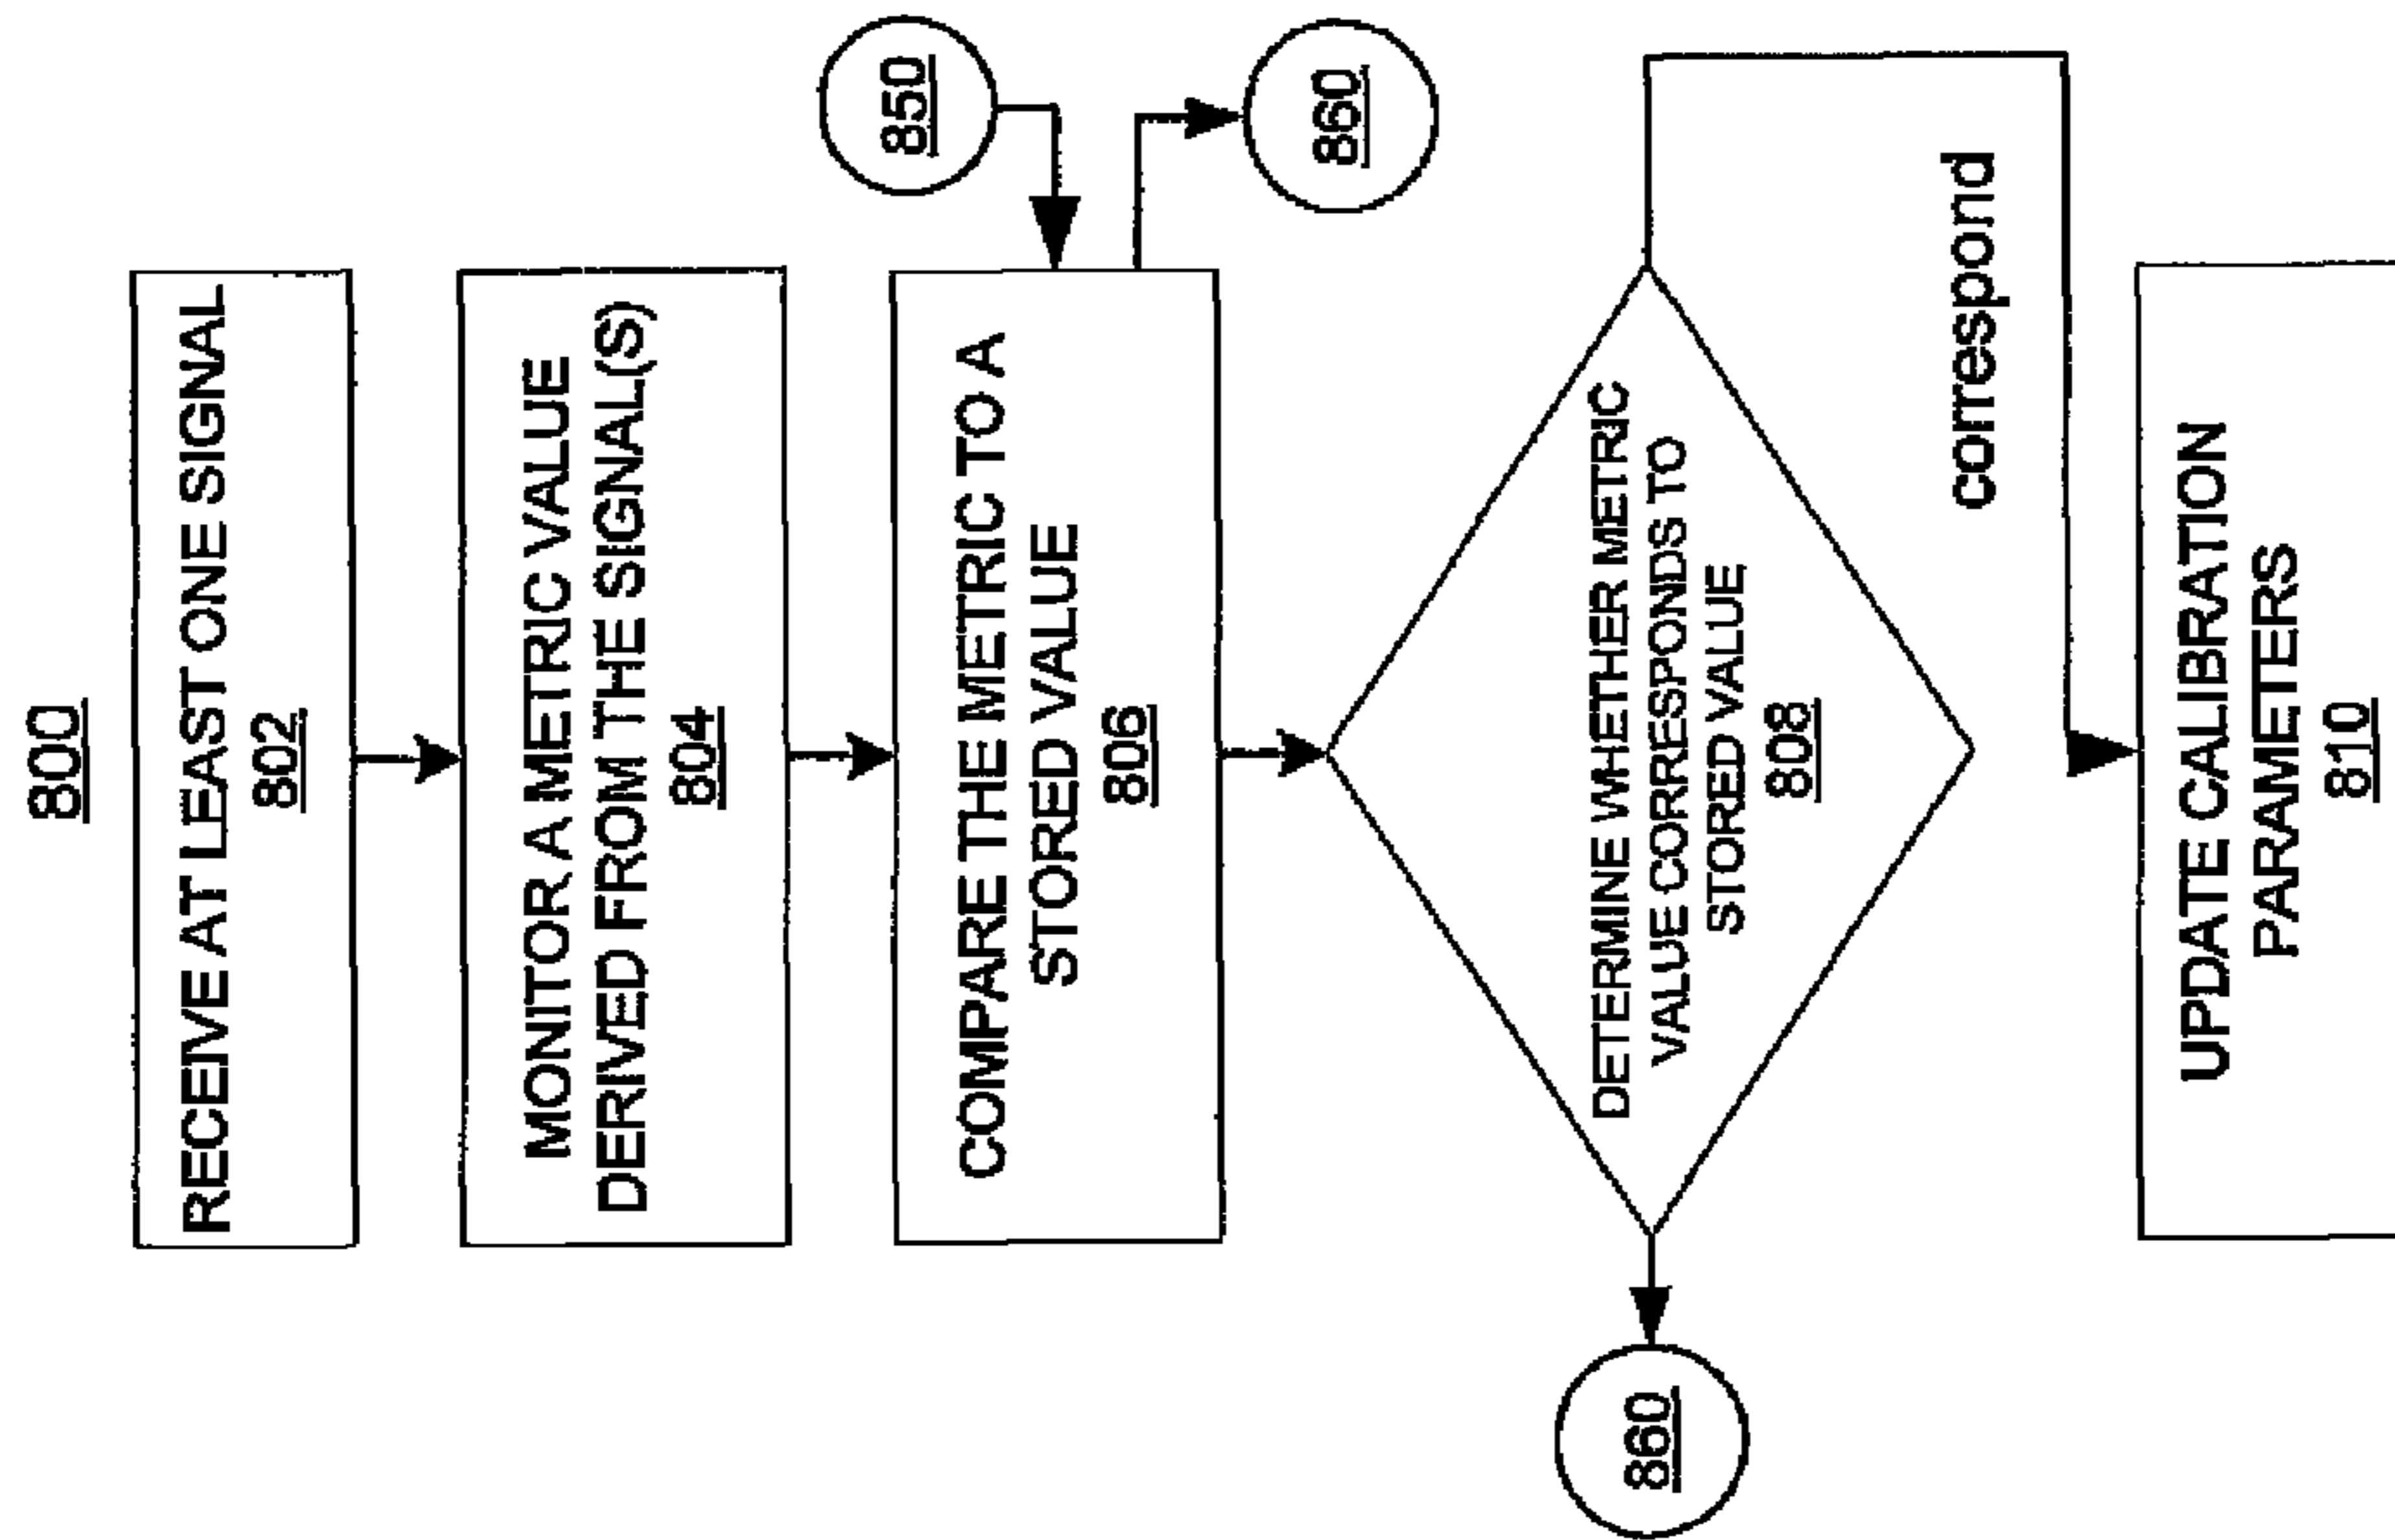 800
RECEIVE AT LEAST ONE SIGNAL
802
MONITOR A METRIC VALUE
DERIVED FROM THE SIGNAL(S)
804
850
COMPARE THE METRIC TO A
STORED VALUE
806
860
DETERMINE WHETHER METRIC
VALUE CORRESPONDS TO
STORED VALUE
808
860
correspond
UPDATE CALIBRATION
PARAMETERS
810